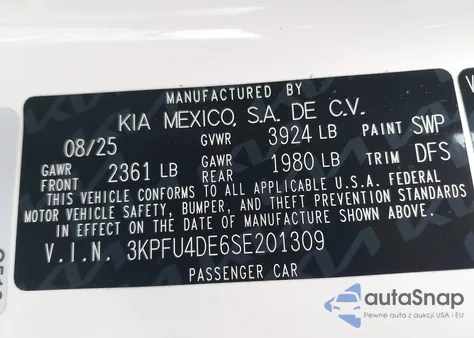 MANUFACTURED BY
KIA MEXICO, S.A. DE C.V.
08/25 GVWR 3924 LB PAINT SWP
GAWR FRONT 2361 LB GAWR REAR 1980 LB TRIM DFS
THIS VEHICLE CONFORMS TO ALL APPLICABLE U.S.A. FEDERAL
MOTOR VEHICLE SAFETY, BUMPER, AND THEFT PREVENTION STANDARDS
IN EFFECT ON THE DATE OF MANUFACTURE SHOWN ABOVE.
V.I.N. 3KPFU4DE6SE201309
PASSENGER CAR
autoSnap
Pewne auta z aukcji USA i EU